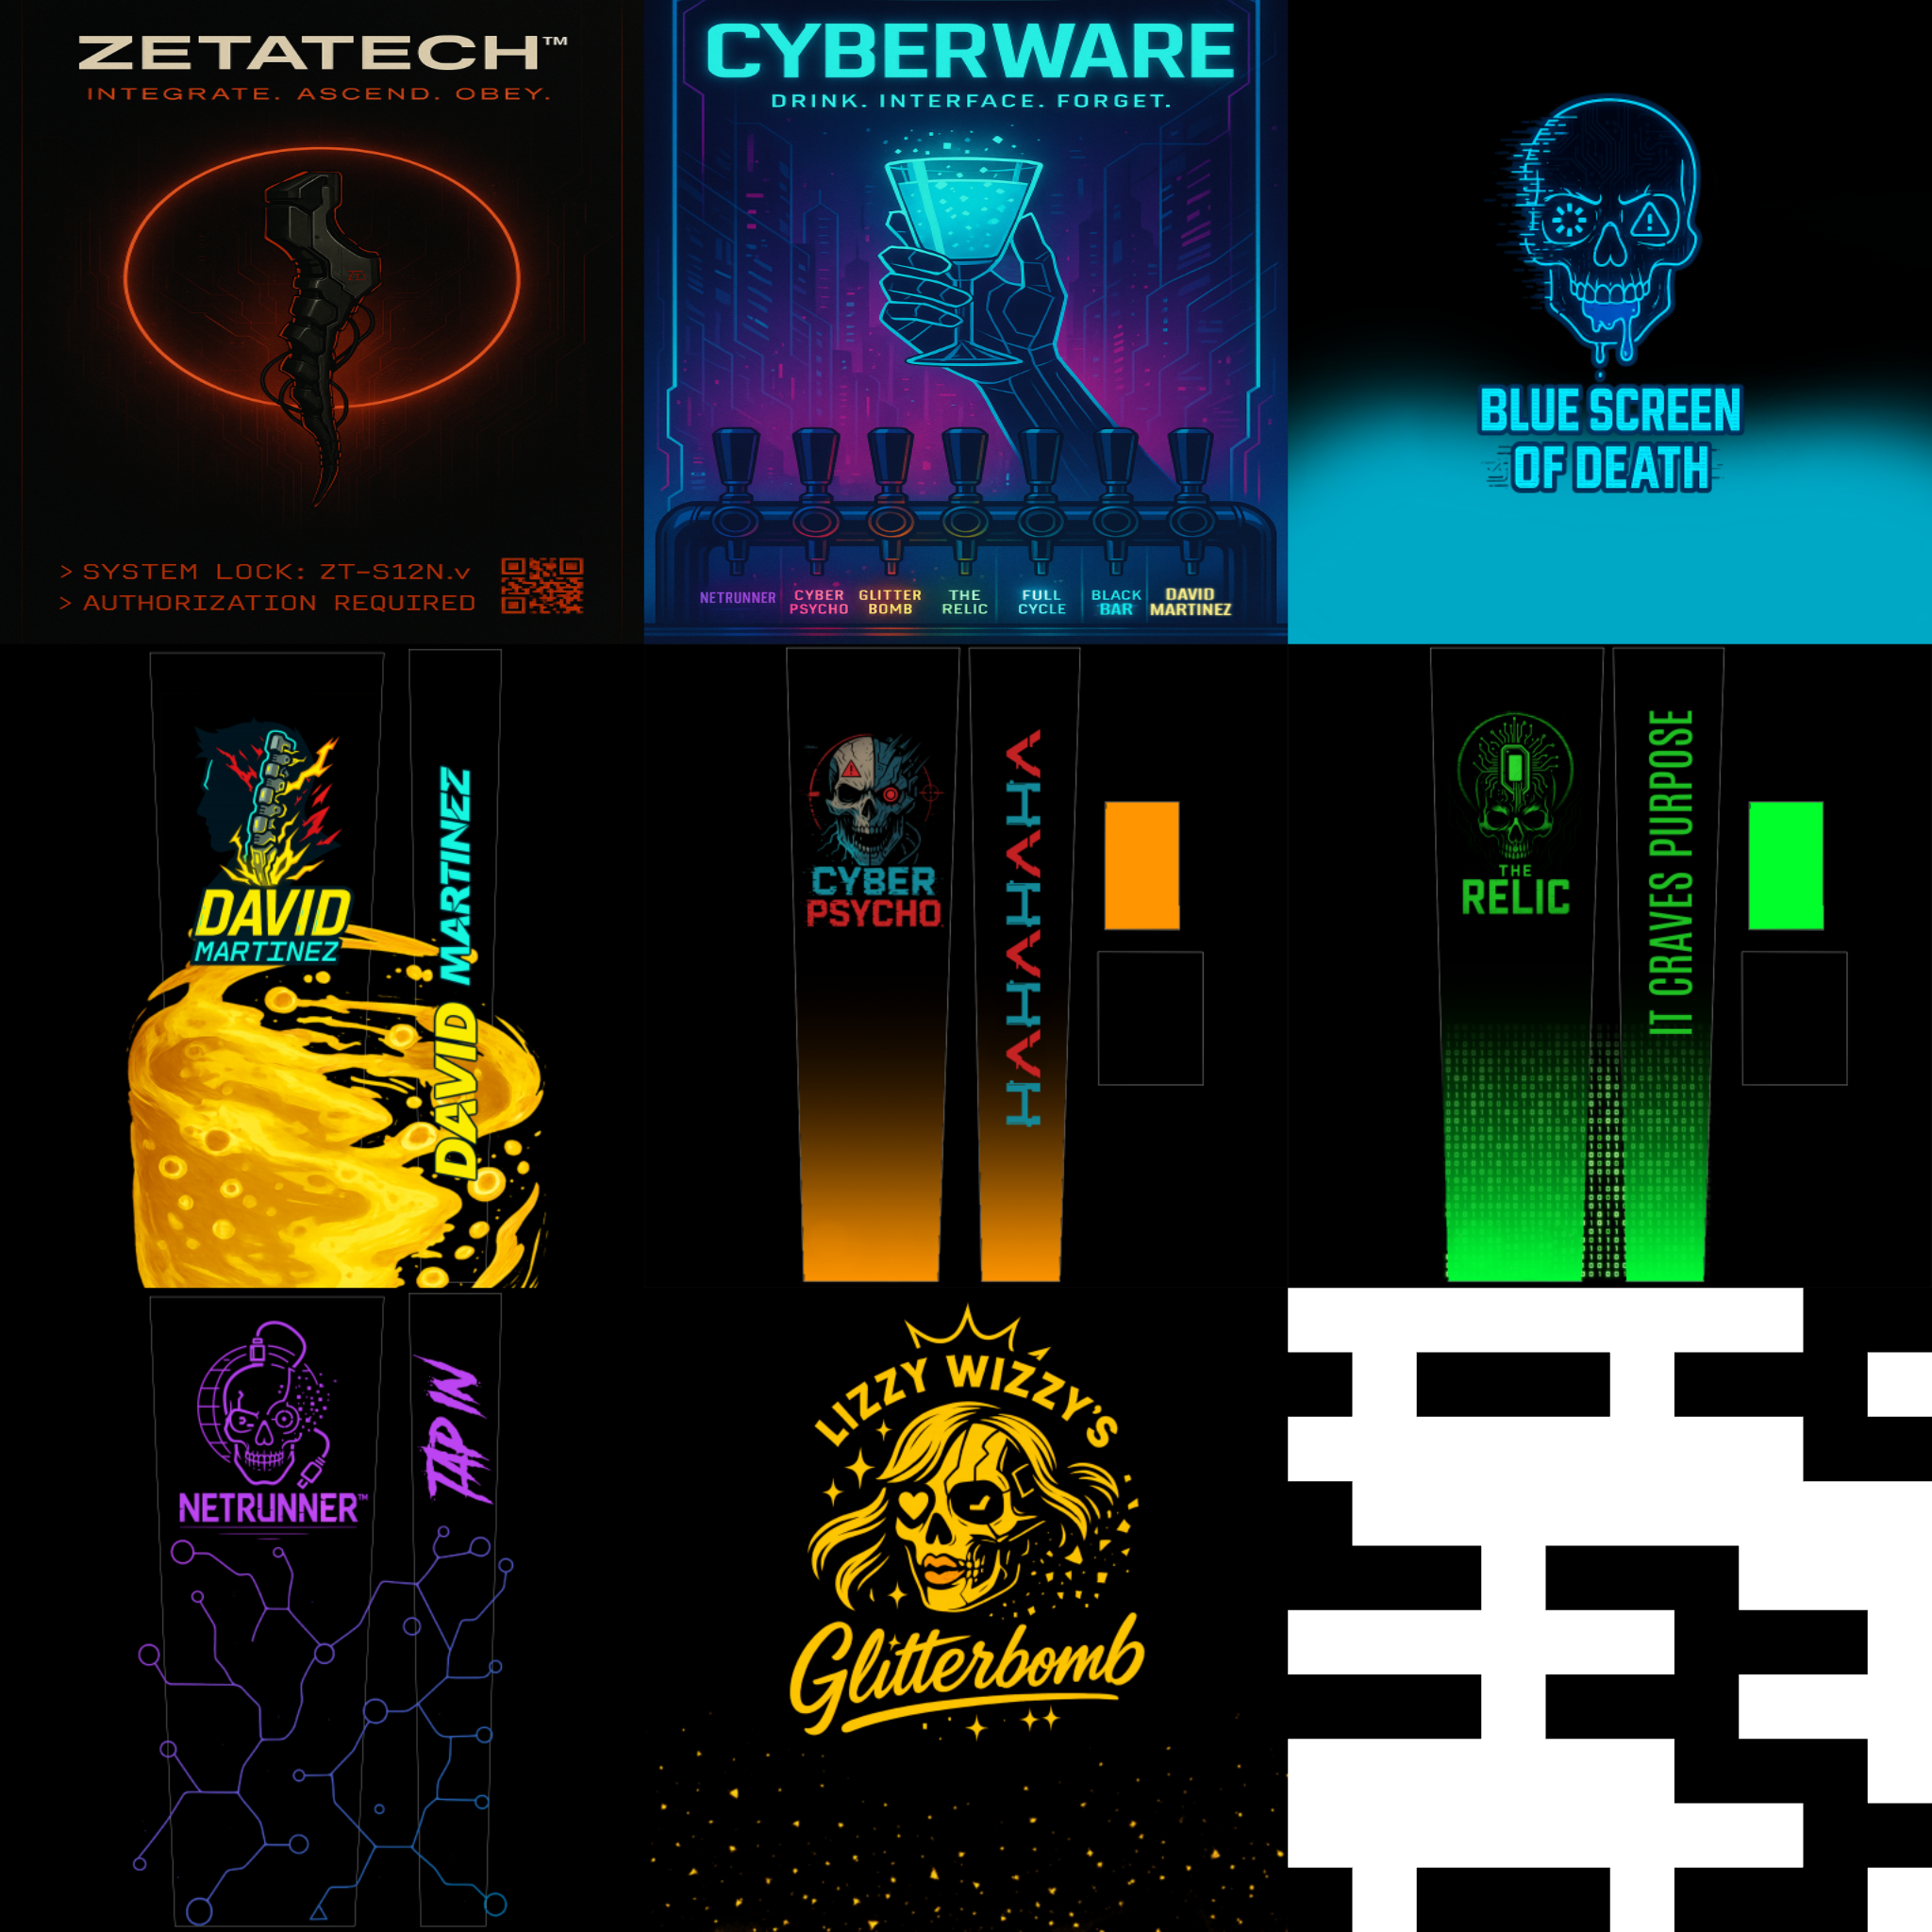 ZETATECH™
INTEGRATE. ASCEND. OBEY.
> SYSTEM LOCK: ZT-S12N.v
> AUTHORIZATION REQUIRED
CYBERWARE
DRINK. INTERFACE. FORGET.
NETRUNNER
CYBER
PSYCHO
GLITTER
BOMB
THE
RELIC
FULL
CYCLE
BLACK
BAR
DAVID
MARTINEZ
BLUE SCREEN
OF DEATH
DAVID
MARTINEZ
DAVID MARTINEZ
CYBER
PSYCHO
HAHAHAHA
THE
RELIC
IT CRAVES PURPOSE
NETRUNNER™
TAP IN
LIZZY WIZZY'S
Glitterbomb